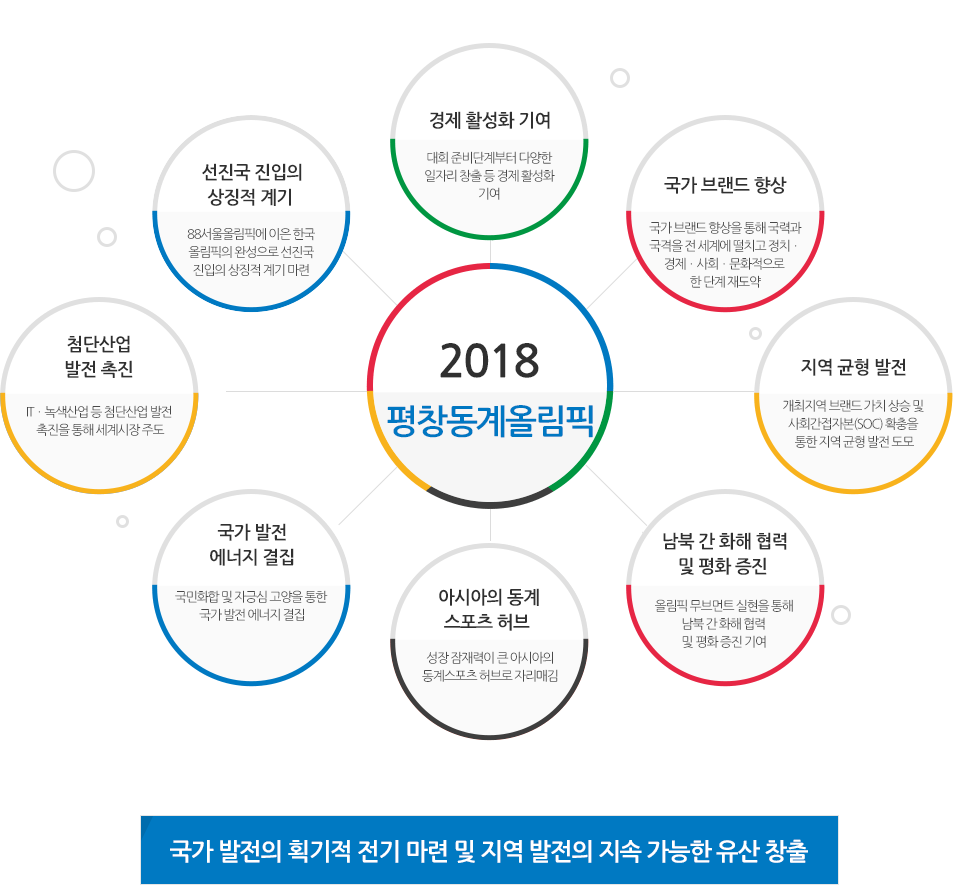 2018
평창동계올림픽
경제 활성화 기여
대회 준비단계부터 다양한
일자리 창출 등 경제 활성화
기여
국가 브랜드 향상
국가 브랜드 향상을 통해 국력과
국격을 전 세계에 떨치고 정치 ·
경제 · 사회 · 문화적으로
한 단계 재도약
지역 균형 발전
개최지역 브랜드 가치 상승 및
사회간접자본(SOC) 확충을
통한 지역 균형 발전 도모
남북 간 화해 협력
및 평화 증진
올림픽 무브먼트 실현을 통해
남북 간 화해 협력
및 평화 증진 기여
아시아의 동계
스포츠 허브
성장 잠재력이 큰 아시아의
동계스포츠 허브로 자리매김
국가 발전
에너지 결집
국민화합 및 자긍심 고양을 통한
국가 발전 에너지 결집
첨단산업
발전 촉진
IT · 녹색산업 등 첨단산업 발전
촉진을 통해 세계시장 주도
선진국 진입의
상징적 계기
88서울올림픽에 이은 한국
올림픽의 완성으로 선진국
진입의 상징적 계기 마련
국가 발전의 획기적 전기 마련 및 지역 발전의 지속 가능한 유산 창출